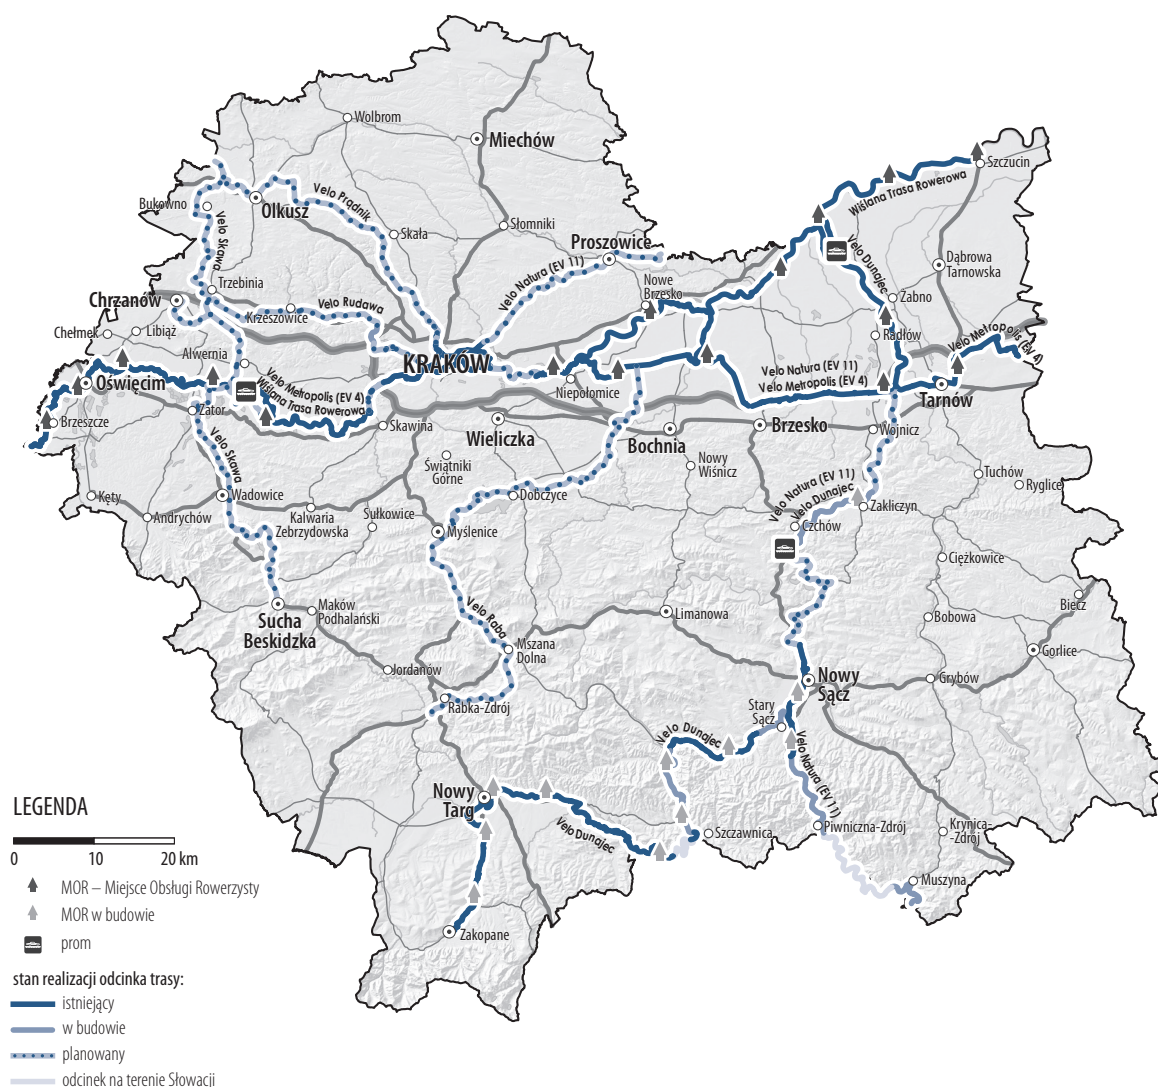 Wolbrom
Miechów
Szczucin
Wiślana Trasa Rowerowa
Bukowno
Olkusz
Velo Prądnik
Velo Skawa
Skała
Słomniki
Proszowice
Velo Dunajec
Dąbrowa
Tarnowska
Trzebinia
Velo Natura (EV 11)
Nowe
Brzesko
Chrzanów
Velo Rudawa
Krzeszowice
Żabno
Chełmek
Libiąż
Radłów
Alwernia
KRAKÓW
Velo Metropolis (EV 4)
Oświęcim
Velo Metropolis (EV 4)
Wiślana Trasa Rowerowa
Niepołomice
Velo Natura (EV 11)
Velo Metropolis (EV 4)
Tarnów
Zator
Brzeszcze
Skawina
Wieliczka
Bochnia
Brzesko
Wojnicz
Velo Skawa
Świątniki
Górne
Nowy
Wiśnicz
Tuchów
Ryglice
Kęty
Wadowice
Dobczyce
Velo Natura (EV 11)
Velo Dunajec
Zakliczyn
Andrychów
Kalwaria
Zebrzydowska
Sułkowice
Myślenice
Czchów
Ciężkowice
Sucha
Beskidzka
Maków
Podhalański
Velo Raba
Limanowa
Biecz
Bobowa
Mszana
Dolna
Gorlice
Jordanów
Rabka-Zdrój
Nowy
Sącz
Grybów
Stary
Sącz
Velo Dunajec
Velo Natura (EV 11)
Nowy
Targ
Velo Dunajec
Szczawnica
Piwniczna-Zdrój
Krynica-
-Zdrój
Muszyna
Zakopane
LEGENDA
0 10 20 km
MOR – Miejsce Obsługi Rowerzysty
MOR w budowie
prom
stan realizacji odcinka trasy:
istniejący
w budowie
planowany
odcinek na terenie Słowacji